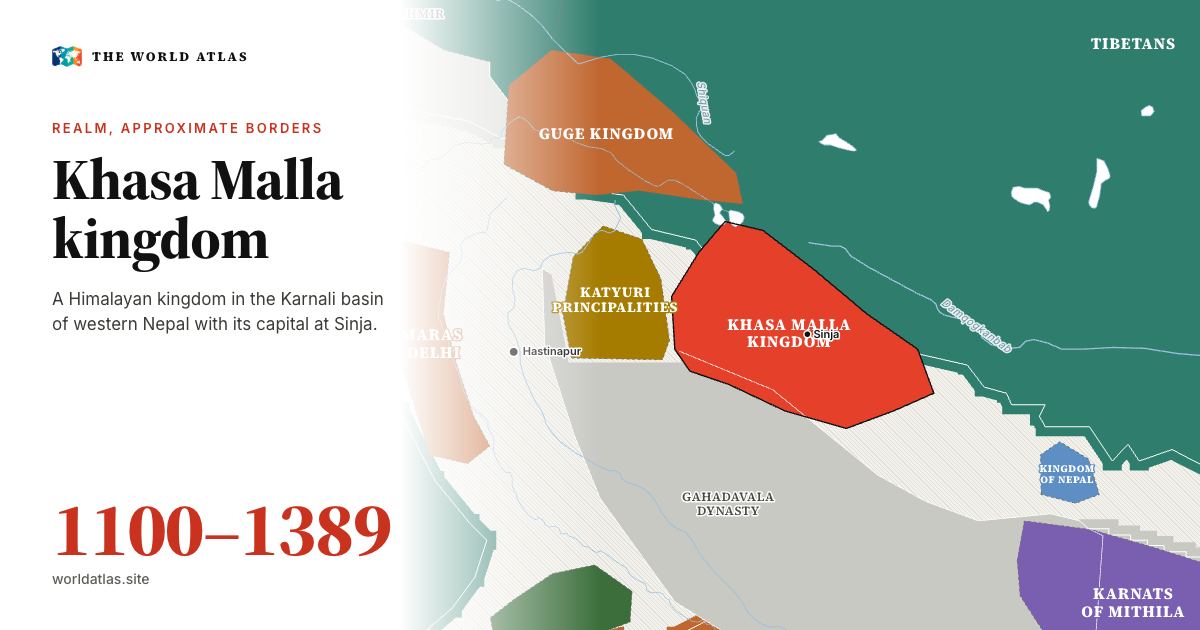 THE WORLD ATLAS
REALM, APPROXIMATE BORDERS
Khasa Malla
kingdom
A Himalayan kingdom in the Karnali basin
of western Nepal with its capital at Sinja.
1100–1389
worldatlas.site
TIBETANS
Shiquan
GUGE KINGDOM
KATYURI
PRINCIPALITIES
KHASA MALLA
KINGDOM
Sinja
Damqogkanbab
Hastinapur
MARAS
DELHI
KINGDOM
OF NEPAL
GAHADAVALA
DYNASTY
KARNATS
OF MITHILA